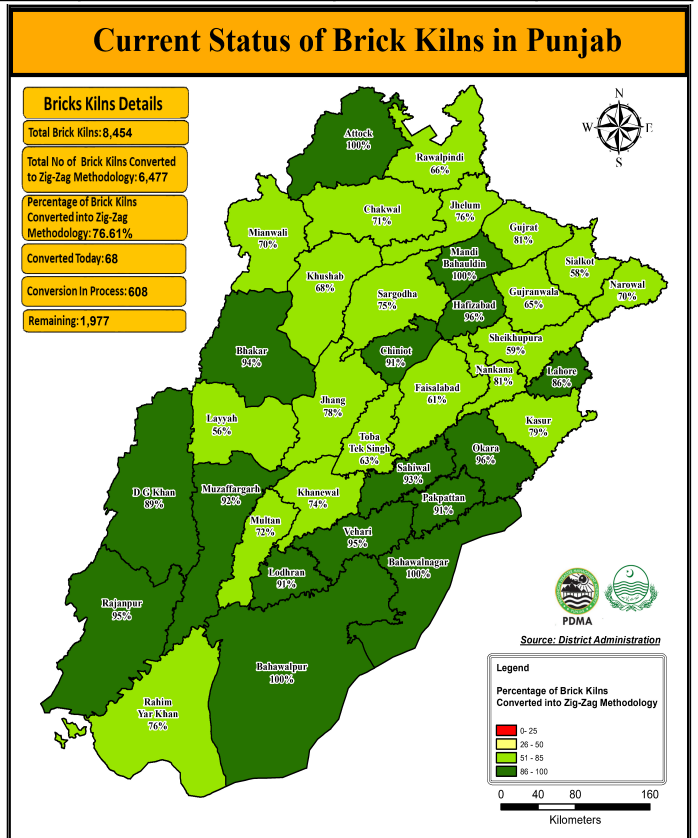 Current Status of Brick Kilns in Punjab
Bricks Kilns Details
Total Brick Kilns:8,454
Total No of Brick Kilns Converted
to Zig-Zag Methodology:6,477
Percentage of Brick Kilns
Converted into Zig-Zag
Methodology:76.61%
Converted Today:68
Conversion In Process:608
Remaining:1,977
N
W
E
S
Attock
100%
Rawalpindi
66%
Chakwal
71%
Jhelum
76%
Mianwali
70%
Gujrat
81%
Mandi
Bahauldin
100%
Sialkot
58%
Narowal
70%
Khushab
68%
Sargodha
75%
Hafizabad
96%
Gujranwala
65%
Sheikhupura
59%
Bhakar
94%
Chiniot
91%
Nankana
81%
Lahore
86%
Faisalabad
61%
Jhang
78%
Layyah
56%
Kasur
79%
Toba
Tek Singh
63%
Okara
96%
Sahiwal
93%
D G Khan
89%
Muzaffargarh
92%
Khanewal
74%
Pakpattan
91%
Multan
72%
Vehari
95%
Bahawalnagar
100%
Lodhran
91%
Rajanpur
95%
Bahawalpur
100%
Rahim
Yar Khan
76%
PDMA
Source: District Administration
Legend
Percentage of Brick Kilns
Converted into Zig-Zag Methodology
0- 25
26 - 50
51 - 85
86 - 100
0 40 80 160
Kilometers